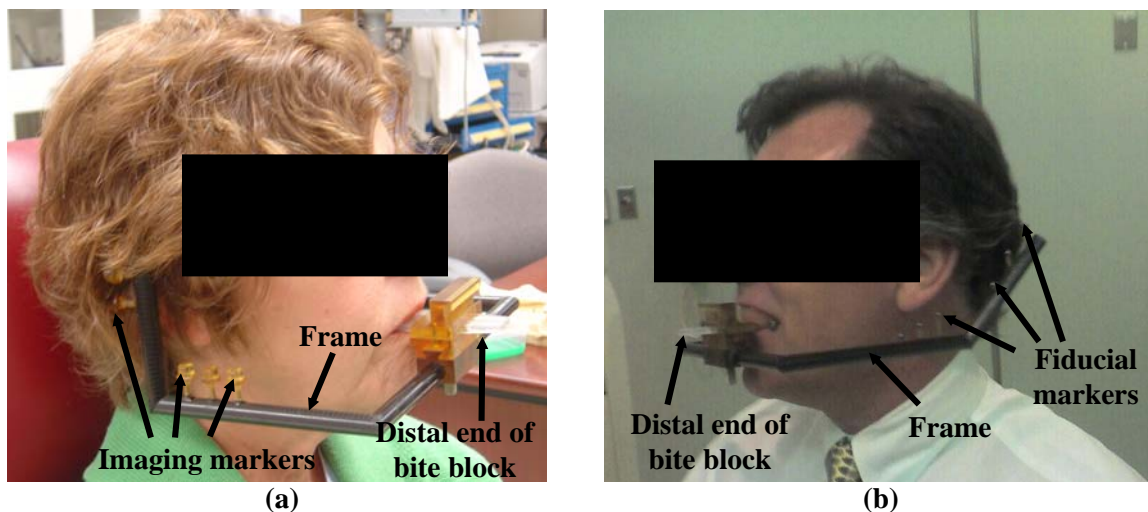 Frame
Imaging markers
Distal end of
bite block
(a)
Fiducial
markers
Frame
Distal end of
bite block
(b)